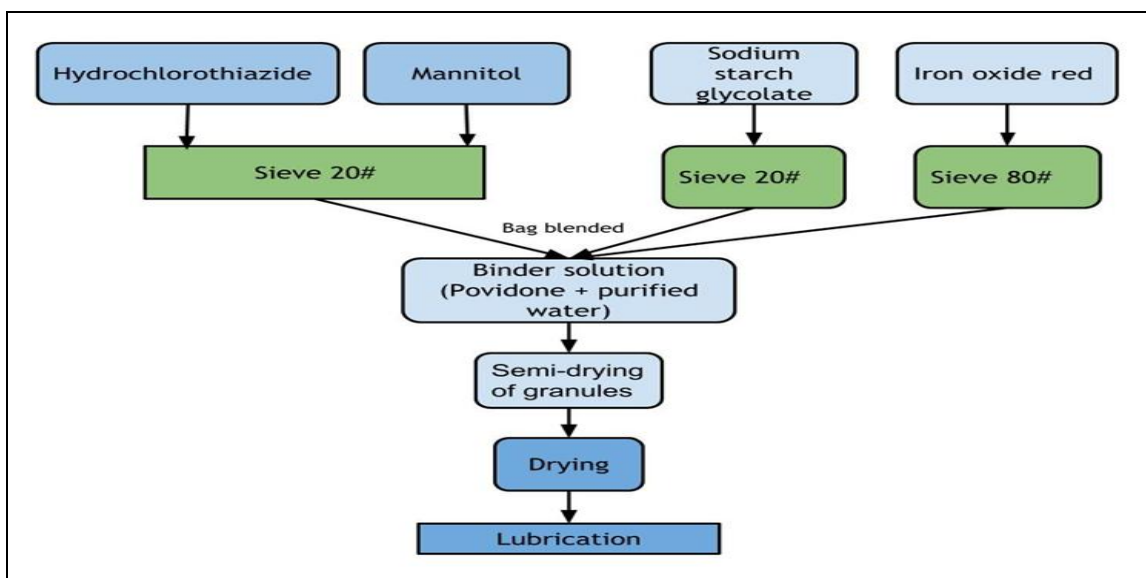 Hydrochlorothiazide
Mannitol
Sodium
starch
glycolate
Iron oxide red
Sieve 20#
Sieve 20#
Sieve 80#
Bag blended
Binder solution
(Povidone + purified
water)
Semi-drying
of granules
Drying
Lubrication